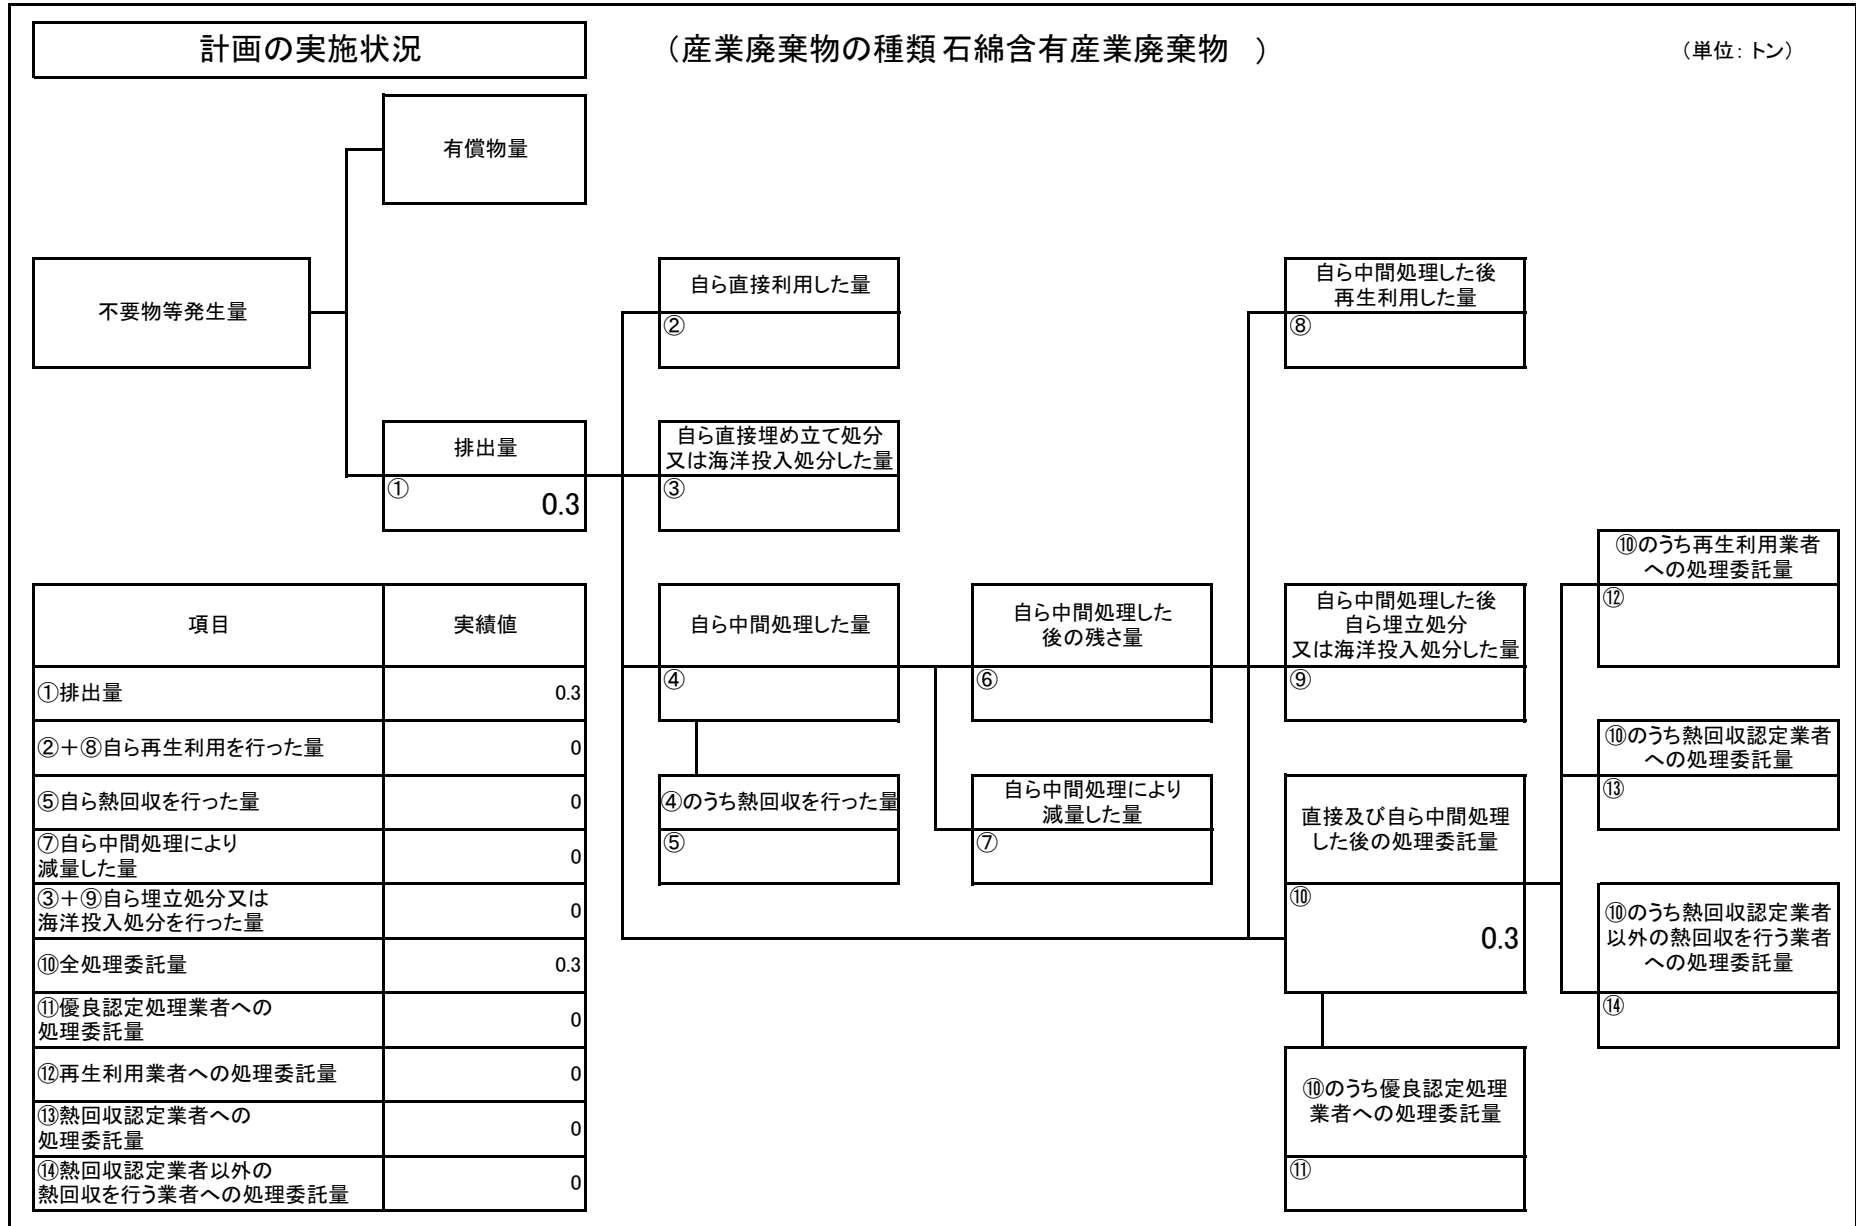 計画の実施状況
（産業廃棄物の種類 石綿含有産業廃棄物　）
（単位：トン）
有償物量
不要物等発生量
自ら直接利用した量
②
自ら中間処理した後
再生利用した量
⑧
排出量
①
0.3
自ら直接埋め立て処分
又は海洋投入処分した量
③
⑩のうち再生利用業者
への処理委託量
⑫
自ら中間処理した量
④
自ら中間処理した
後の残さ量
⑥
自ら中間処理した後
自ら埋立処分
又は海洋投入処分した量
⑨
⑩のうち熱回収認定業者
への処理委託量
⑬
④のうち熱回収を行った量
⑤
自ら中間処理により
減量した量
⑦
直接及び自ら中間処理
した後の処理委託量
⑩
0.3
⑩のうち熱回収認定業者
以外の熱回収を行う業者
への処理委託量
⑭
⑩のうち優良認定処理
業者への処理委託量
⑪
項目 実績値
①排出量 0.3
②＋⑧自ら再生利用を行った量 0
⑤自ら熱回収を行った量 0
⑦自ら中間処理により
減量した量 0
③＋⑨自ら埋立処分又は
海洋投入処分を行った量 0
⑩全処理委託量 0.3
⑪優良認定処理業者への
処理委託量 0
⑫再生利用業者への処理委託量 0
⑬熱回収認定業者への
処理委託量 0
⑭熱回収認定業者以外の
熱回収を行う業者への処理委託量 0